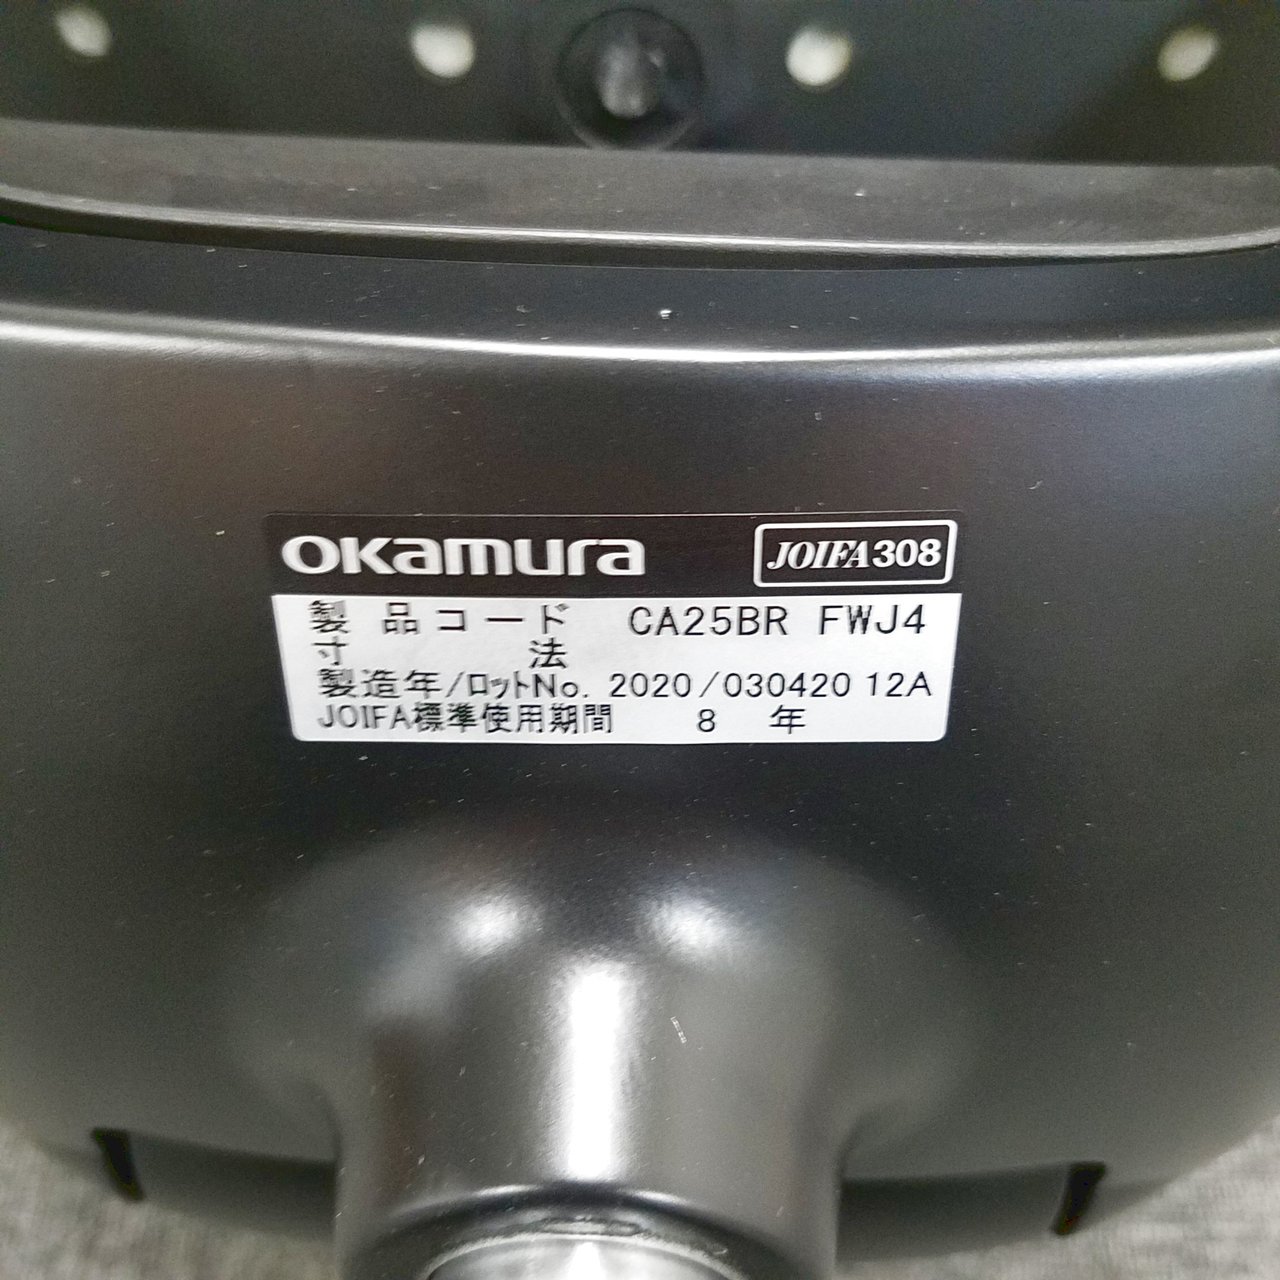 OKamura JOIFA308
製品コード CA25BR FWJ4
寸法
製造年/ロットNo. 2020/030420 12A
JOIFA標準使用期間 8 年